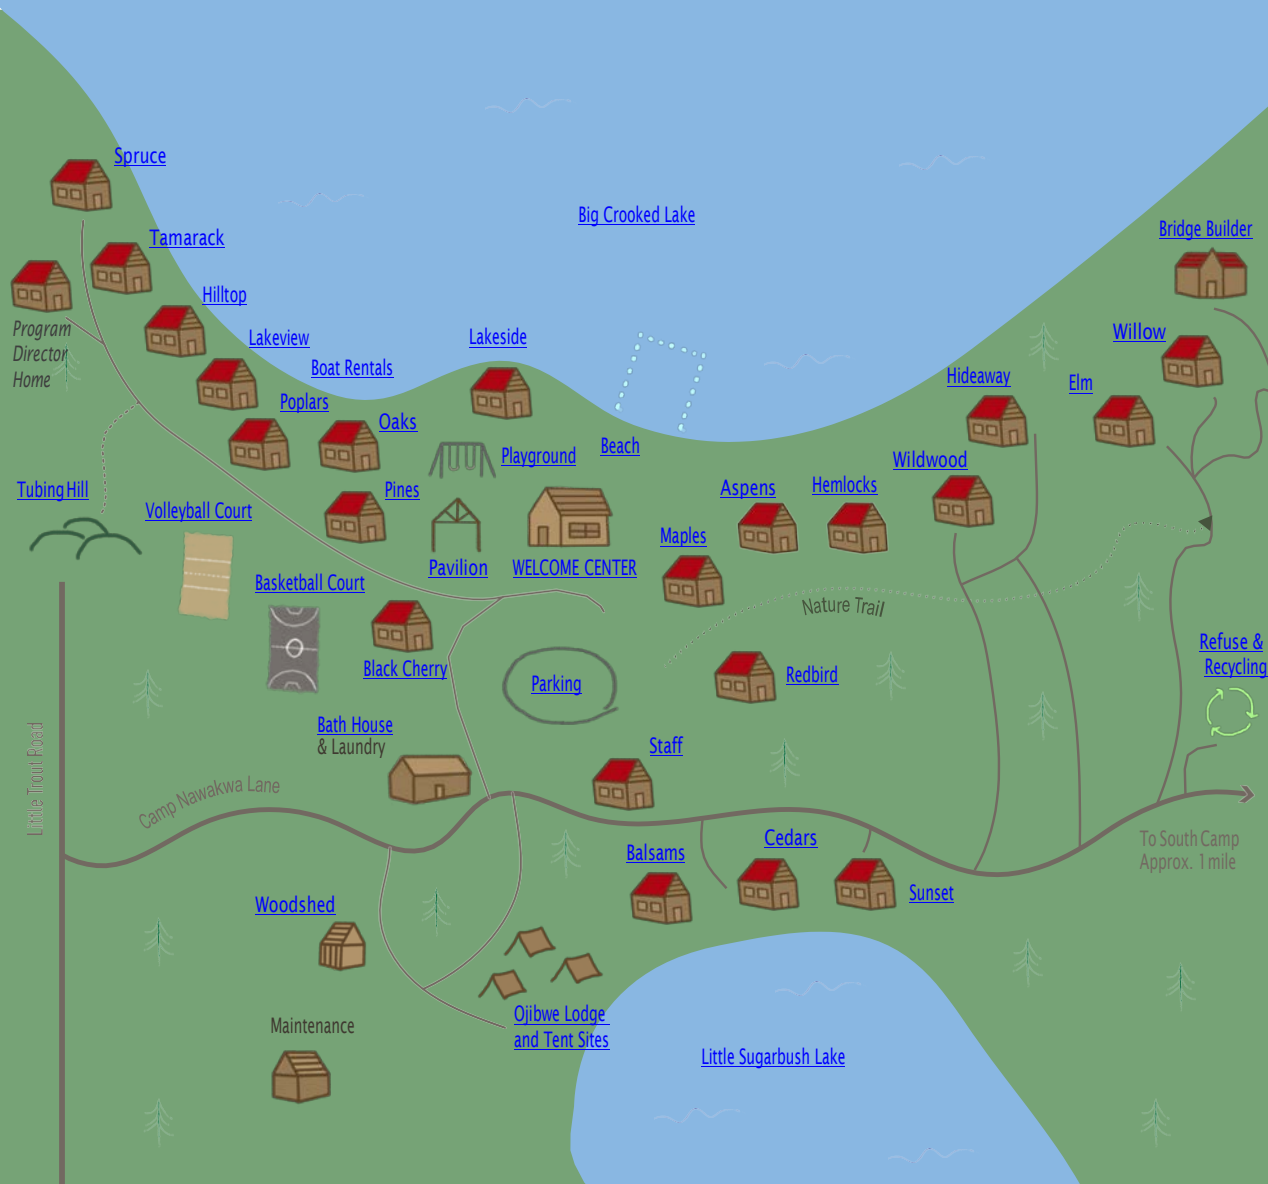 Spruce
Big Crooked Lake
Bridge Builder
Tamarack
Hilltop
Program
Director
Home
Lakeview
Lakeside
Willow
Boat Rentals
Hideaway
Elm
Poplars
Oaks
Playground
Beach
Wildwood
Tubing Hill
Pines
Aspens
Hemlocks
Volleyball Court
Maples
Pavilion
WELCOME CENTER
Basketball Court
Nature Trail
Black Cherry
Parking
Redbird
Refuse &
Recycling
Bath House
& Laundry
Staff
Little Trout Road
Camp Nawakwa Lane
Balsams
Cedars
To South Camp
Approx. 1 mile
Sunset
Woodshed
Ojibwe Lodge
and Tent Sites
Maintenance
Little Sugarbush Lake